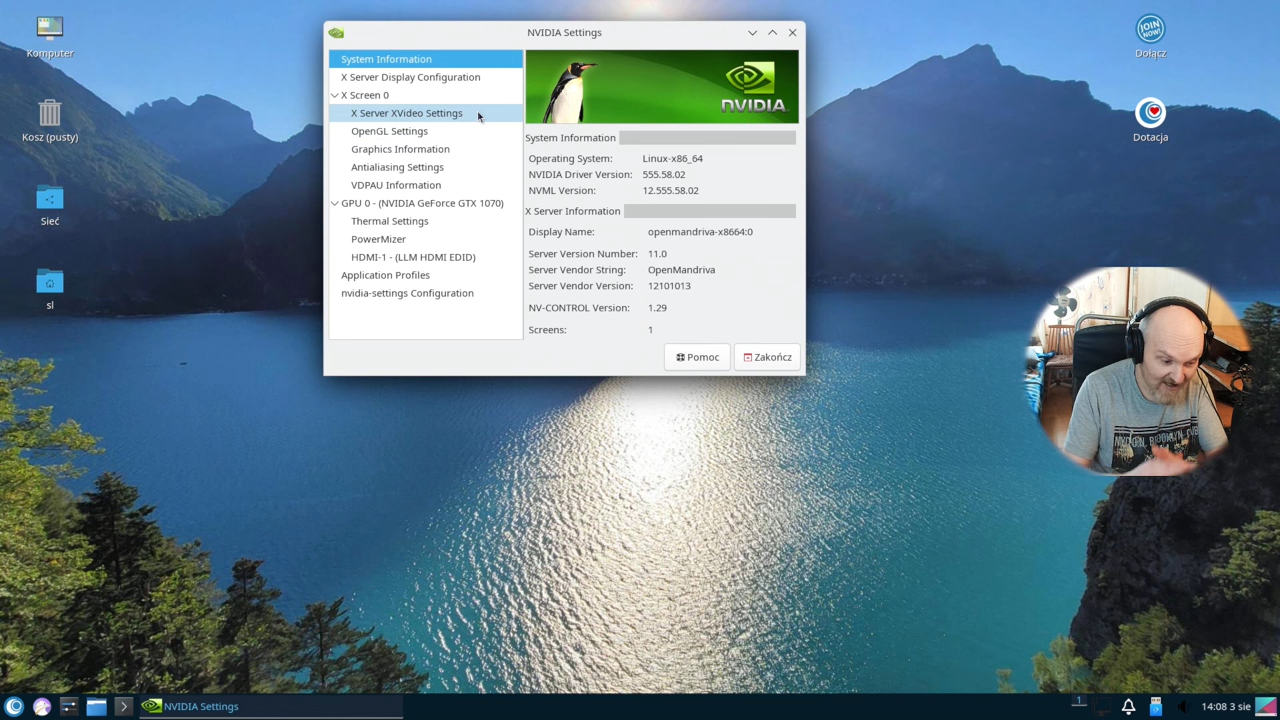 Komputer
Kosz (pusty)
Sieć
sl
NVIDIA Settings
System Information
X Server Display Configuration
X Screen 0
X Server XVideo Settings
OpenGL Settings
Graphics Information
Antialiasing Settings
VDPAU Information
GPU 0 - (NVIDIA GeForce GTX 1070)
Thermal Settings
PowerMizer
HDMI-1 - (LLM HDMI EDID)
Application Profiles
nvidia-settings Configuration
NVIDIA
System Information
Operating System: Linux-x86_64
NVIDIA Driver Version: 555.58.02
NVML Version: 12.555.58.02
X Server Information
Display Name: openmandriva-x8664:0
Server Version Number: 11.0
Server Vendor String: OpenMandriva
Server Vendor Version: 12101013
NV-CONTROL Version: 1.29
Screens: 1
Pomoc
Zakończ
JOIN NOW!
Dołącz
Dotacja
NVIDIA Settings
1
14:08 3 sie